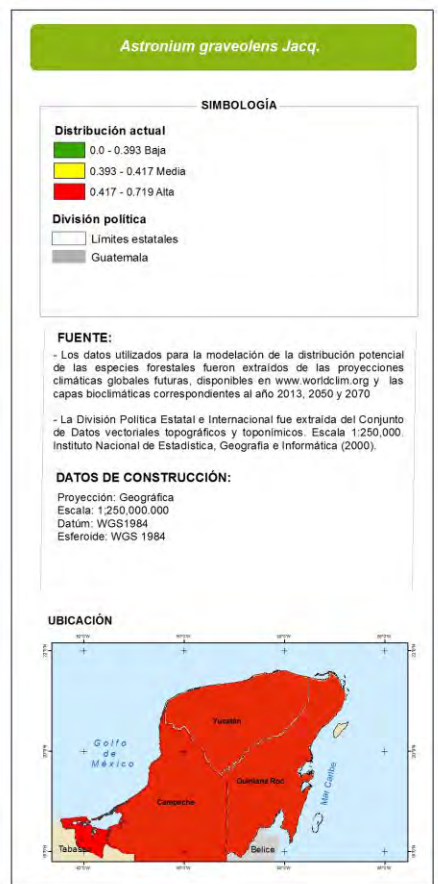 Astronium graveolens Jacq.
SIMBOLOGÍA
Distribución actual
0.0 - 0.393 Baja
0.393 - 0.417 Media
0.417 - 0.719 Alta
División política
Límites estatales
Guatemala
FUENTE:
- Los datos utilizados para la modelación de la distribución potencial
de las especies forestales fueron extraídos de las proyecciones
climáticas globales futuras, disponibles en www.worldclim.org y las
capas bioclimáticas correspondientes al año 2013, 2050 y 2070
- La División Política Estatal e Internacional fue extraída del Conjunto
de Datos vectoriales topográficos y toponímicos. Escala 1:250,000.
Instituto Nacional de Estadística, Geografía e Informática (2000).
DATOS DE CONSTRUCCIÓN:
Proyección: Geográfica
Escala: 1;250,000.000
Datúm: WGS1984
Esferoide: WGS 1984
UBICACIÓN
Yucatán
Golfo
de
México
Quintana Roo
Mar Caribe
Campeche
Tabasco
Belice